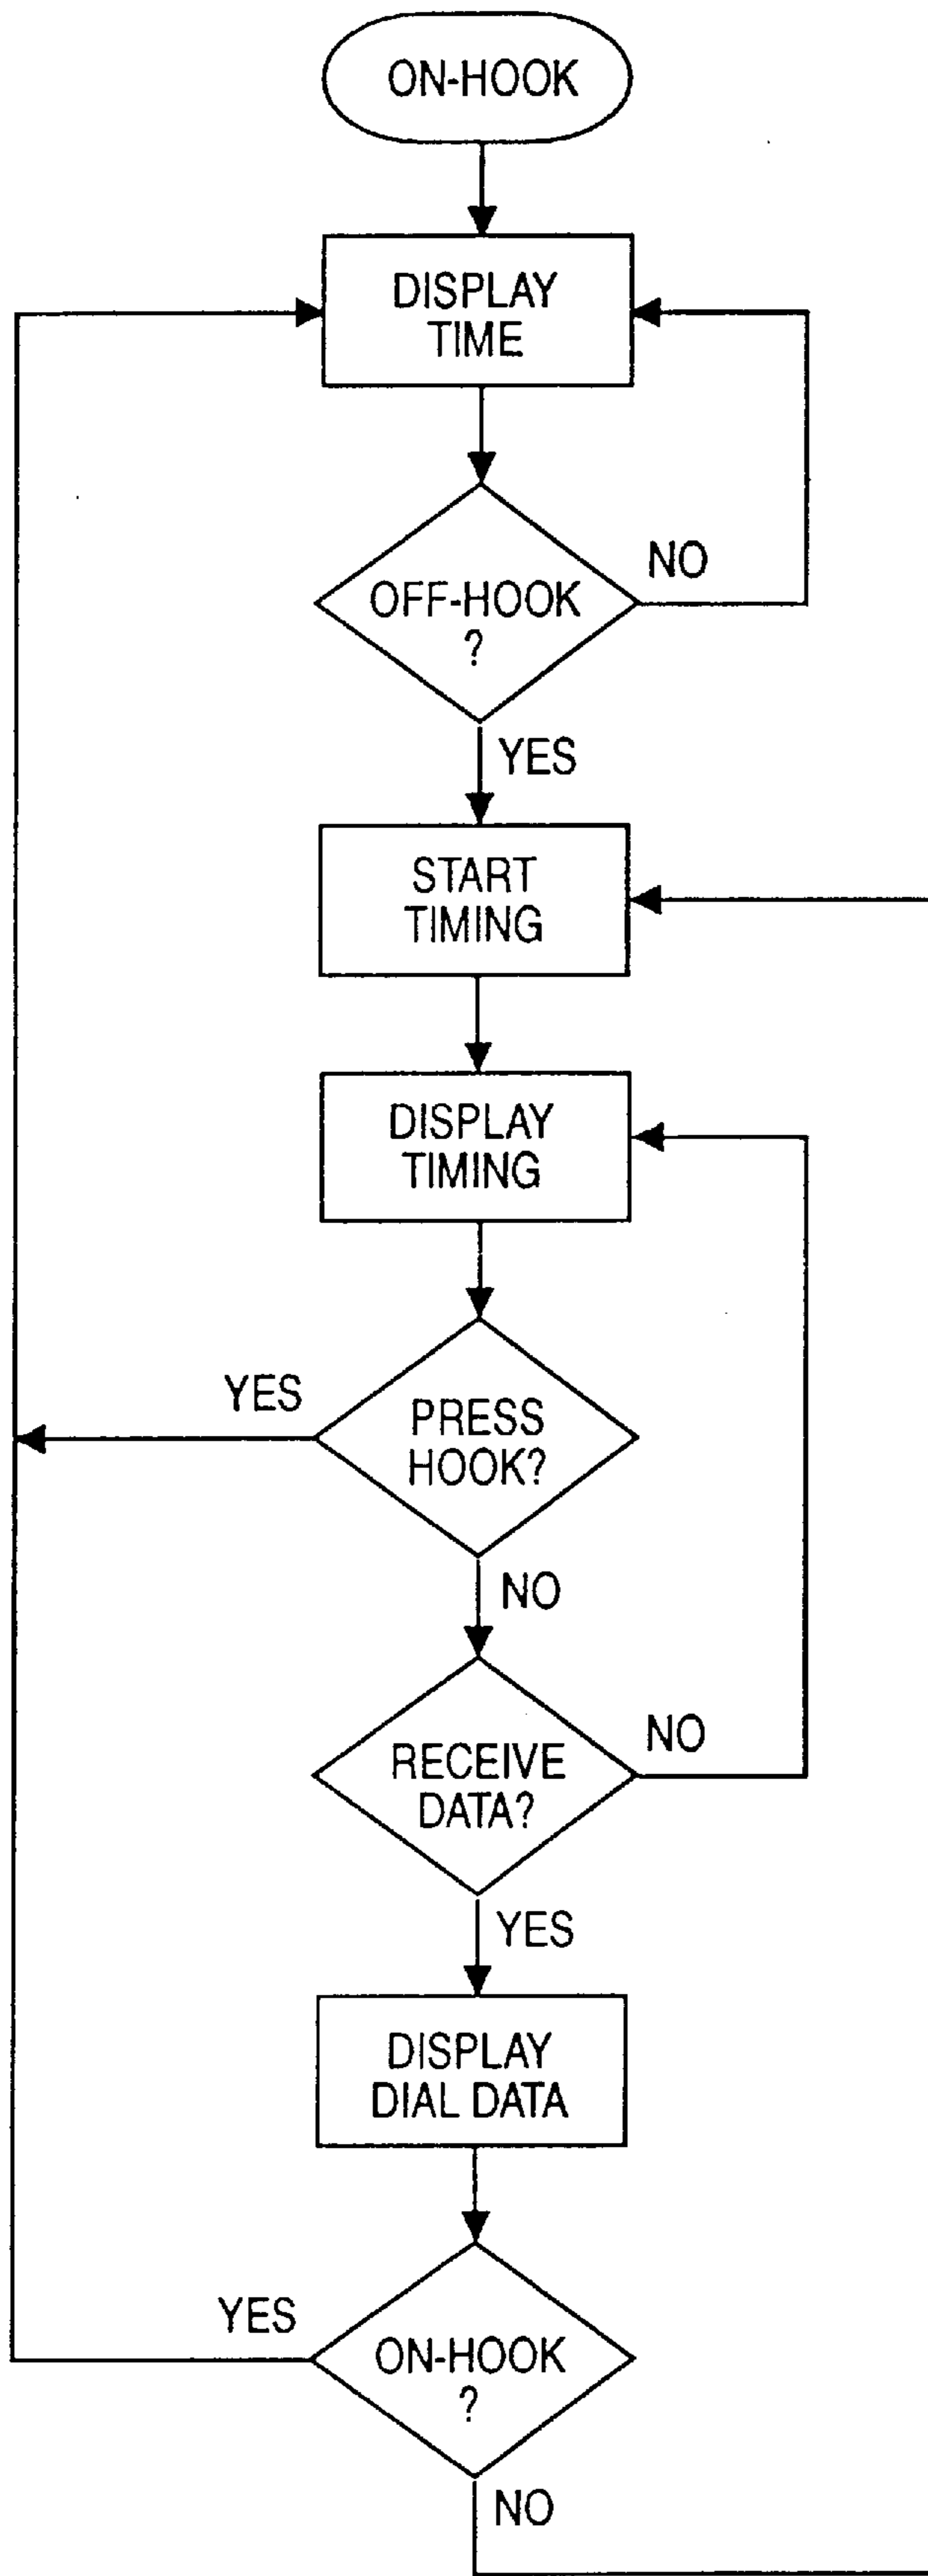 ON-HOOK
DISPLAY
TIME
OFF-HOOK
?
NO
YES
START
TIMING
DISPLAY
TIMING
PRESS
HOOK?
YES
NO
RECEIVE
DATA?
NO
YES
DISPLAY
DIAL DATA
ON-HOOK
?
YES
NO